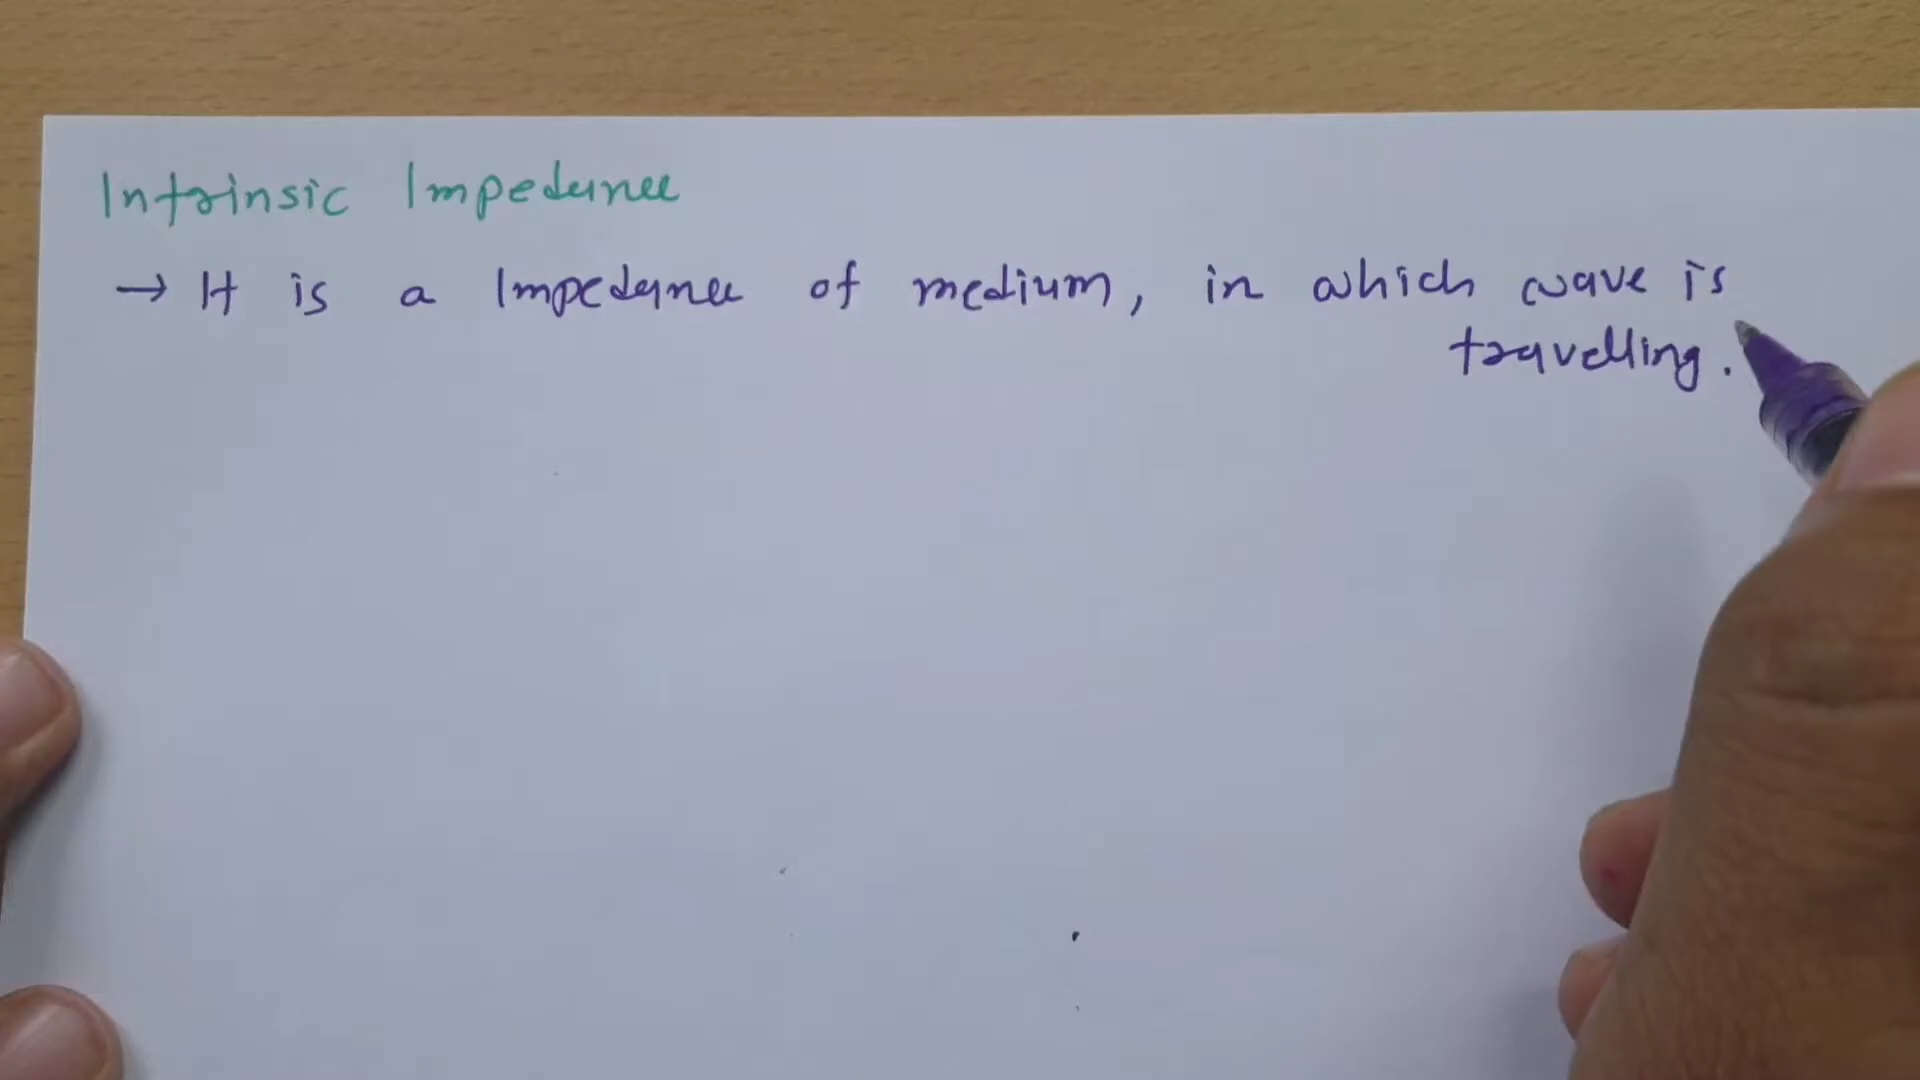 Intrinsic Impedance
→ It is a Impedance of medium, in which wave is
travelling.